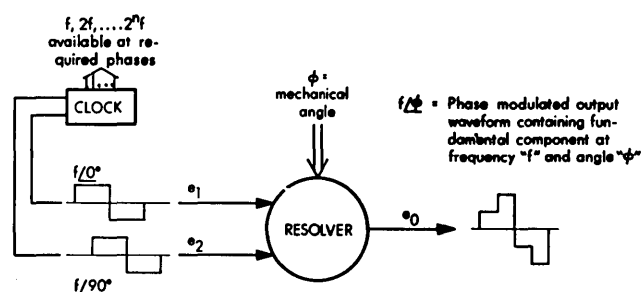 f, 2f, ....2ⁿf
available at re-
quired phases
CLOCK
ϕ =
mechanical
angle
f/ϕ = Phase modulated output
waveform containing fun-
damental component at
frequency "f" and angle "ϕ"
f/0°
e₁
RESOLVER
e₀
e₂
f/90°